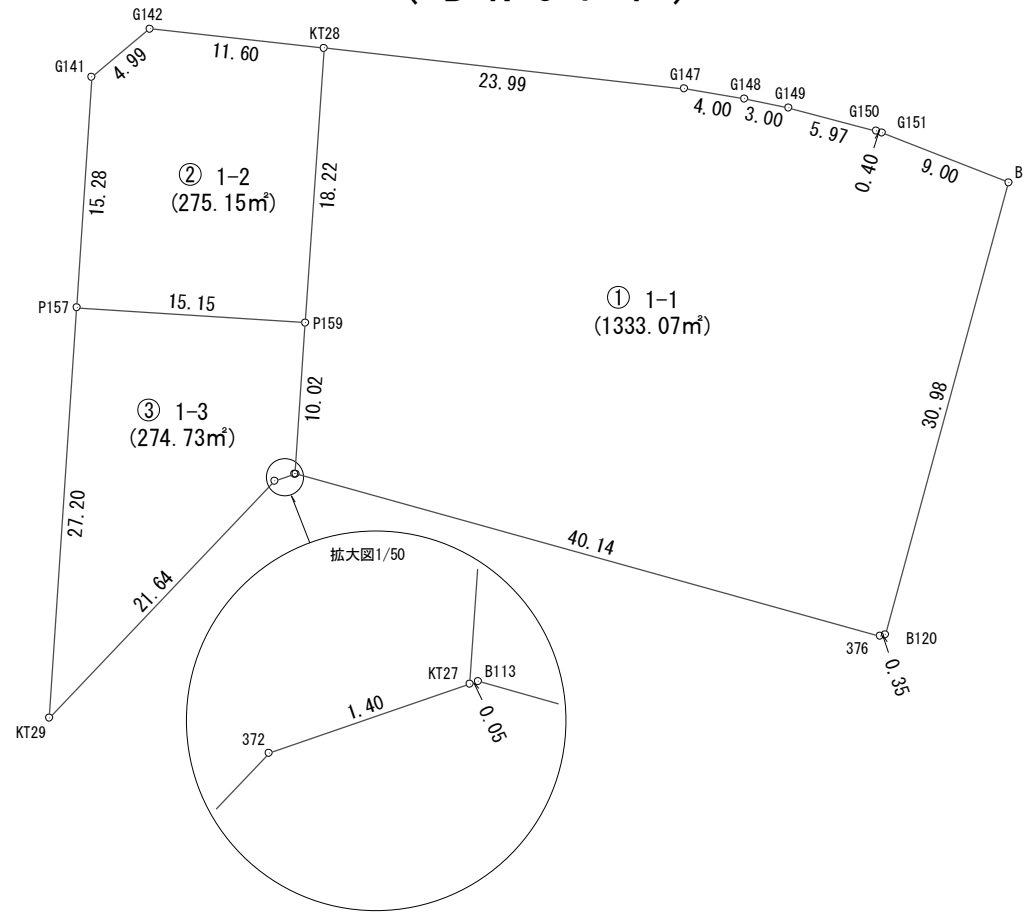 G142
KT28
G141
4.99
11.60
23.99
G147
G148
G149
G150
G151
4.00
3.00
5.97
0.40
9.00
B
② 1-2
(275.15㎡)
15.28
18.22
① 1-1
(1333.07㎡)
P157
15.15
P159
30.98
③ 1-3
(274.73㎡)
10.02
27.20
21.64
40.14
拡大図1/50
376
B120
0.35
KT27
B113
1.40
0.05
372
KT29